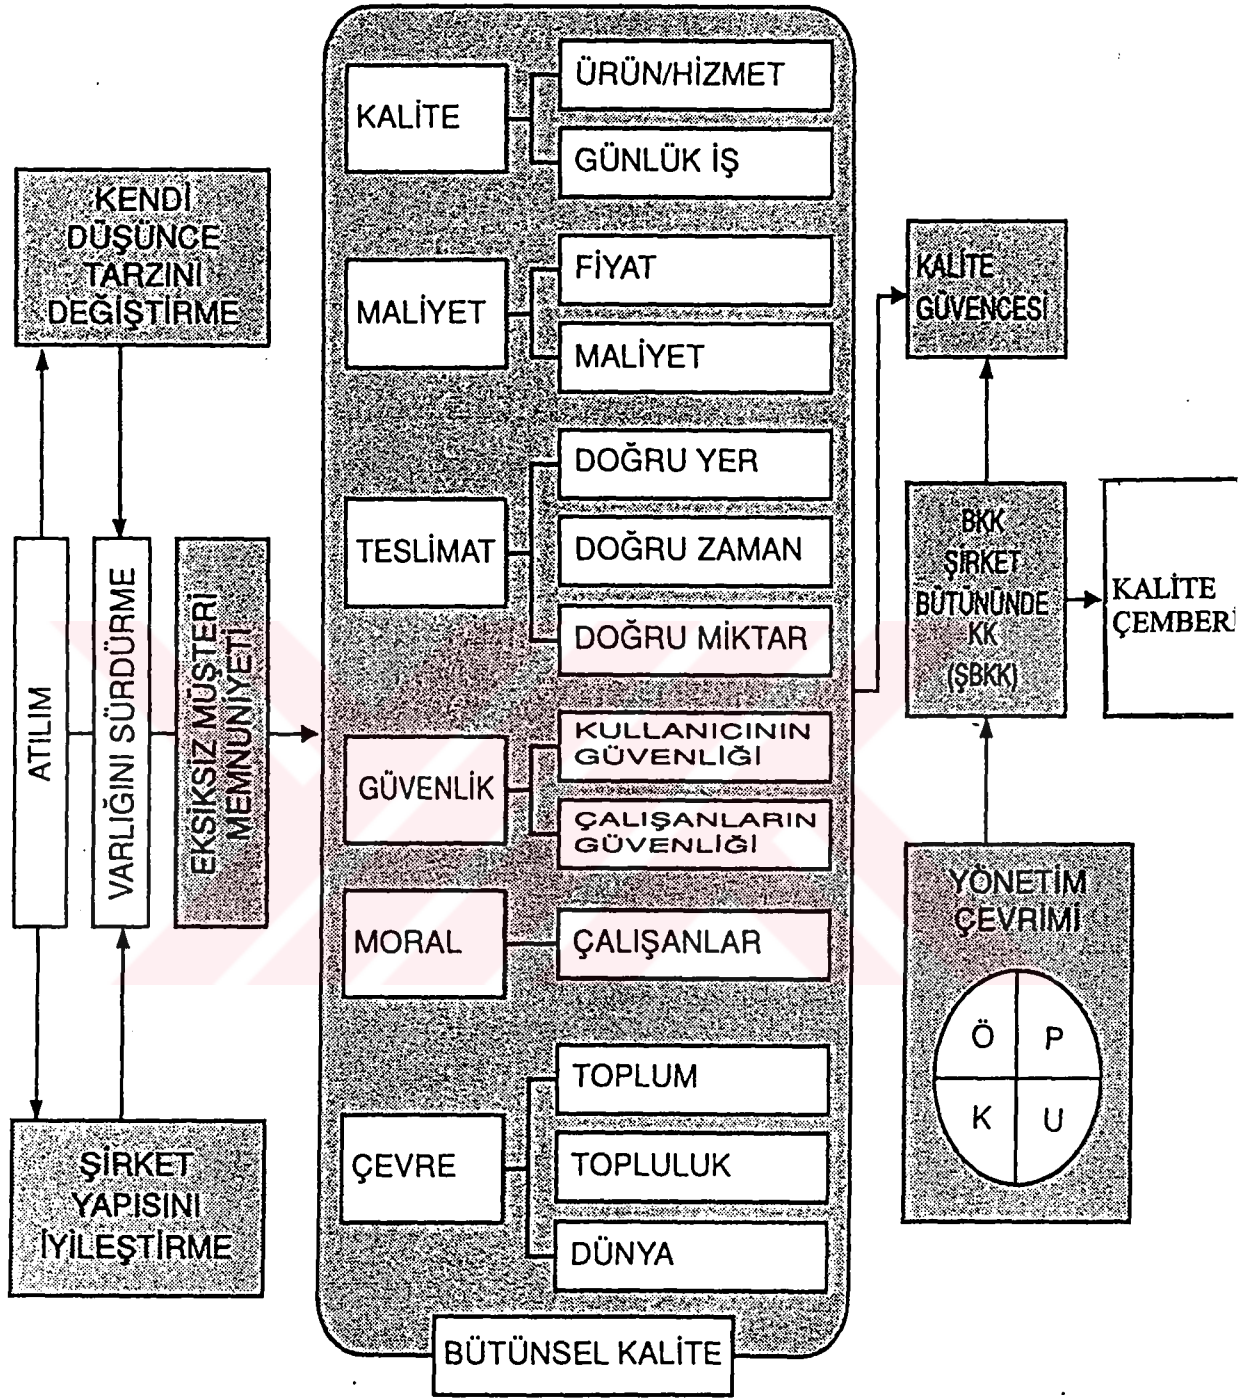 KENDİ
DÜŞÜNCE
TARZINI
DEĞİŞTİRME
ATILIM
VARLIĞINI SÜRDÜRME
EKSİKSİZ MÜŞTERİ
MEMNUNİYETİ
ŞİRKET
YAPISINI
İYİLEŞTİRME
KALİTE
ÜRÜN/HİZMET
GÜNLÜK İŞ
MALİYET
FİYAT
MALİYET
TESLİMAT
DOĞRU YER
DOĞRU ZAMAN
DOĞRU MİKTAR
GÜVENLİK
KULLANICININ
GÜVENLİĞİ
ÇALIŞANLARIN
GÜVENLİĞİ
MORAL
ÇALIŞANLAR
ÇEVRE
TOPLUM
TOPLULUK
DÜNYA
BÜTÜNSEL KALİTE
KALİTE
GÜVENCESİ
BKK
ŞİRKET
BÜTÜNÜNDE
KK
(ŞBKK)
KALİTE
ÇEMBERİ
YÖNETİM
ÇEVRİMİ
Ö P
K U